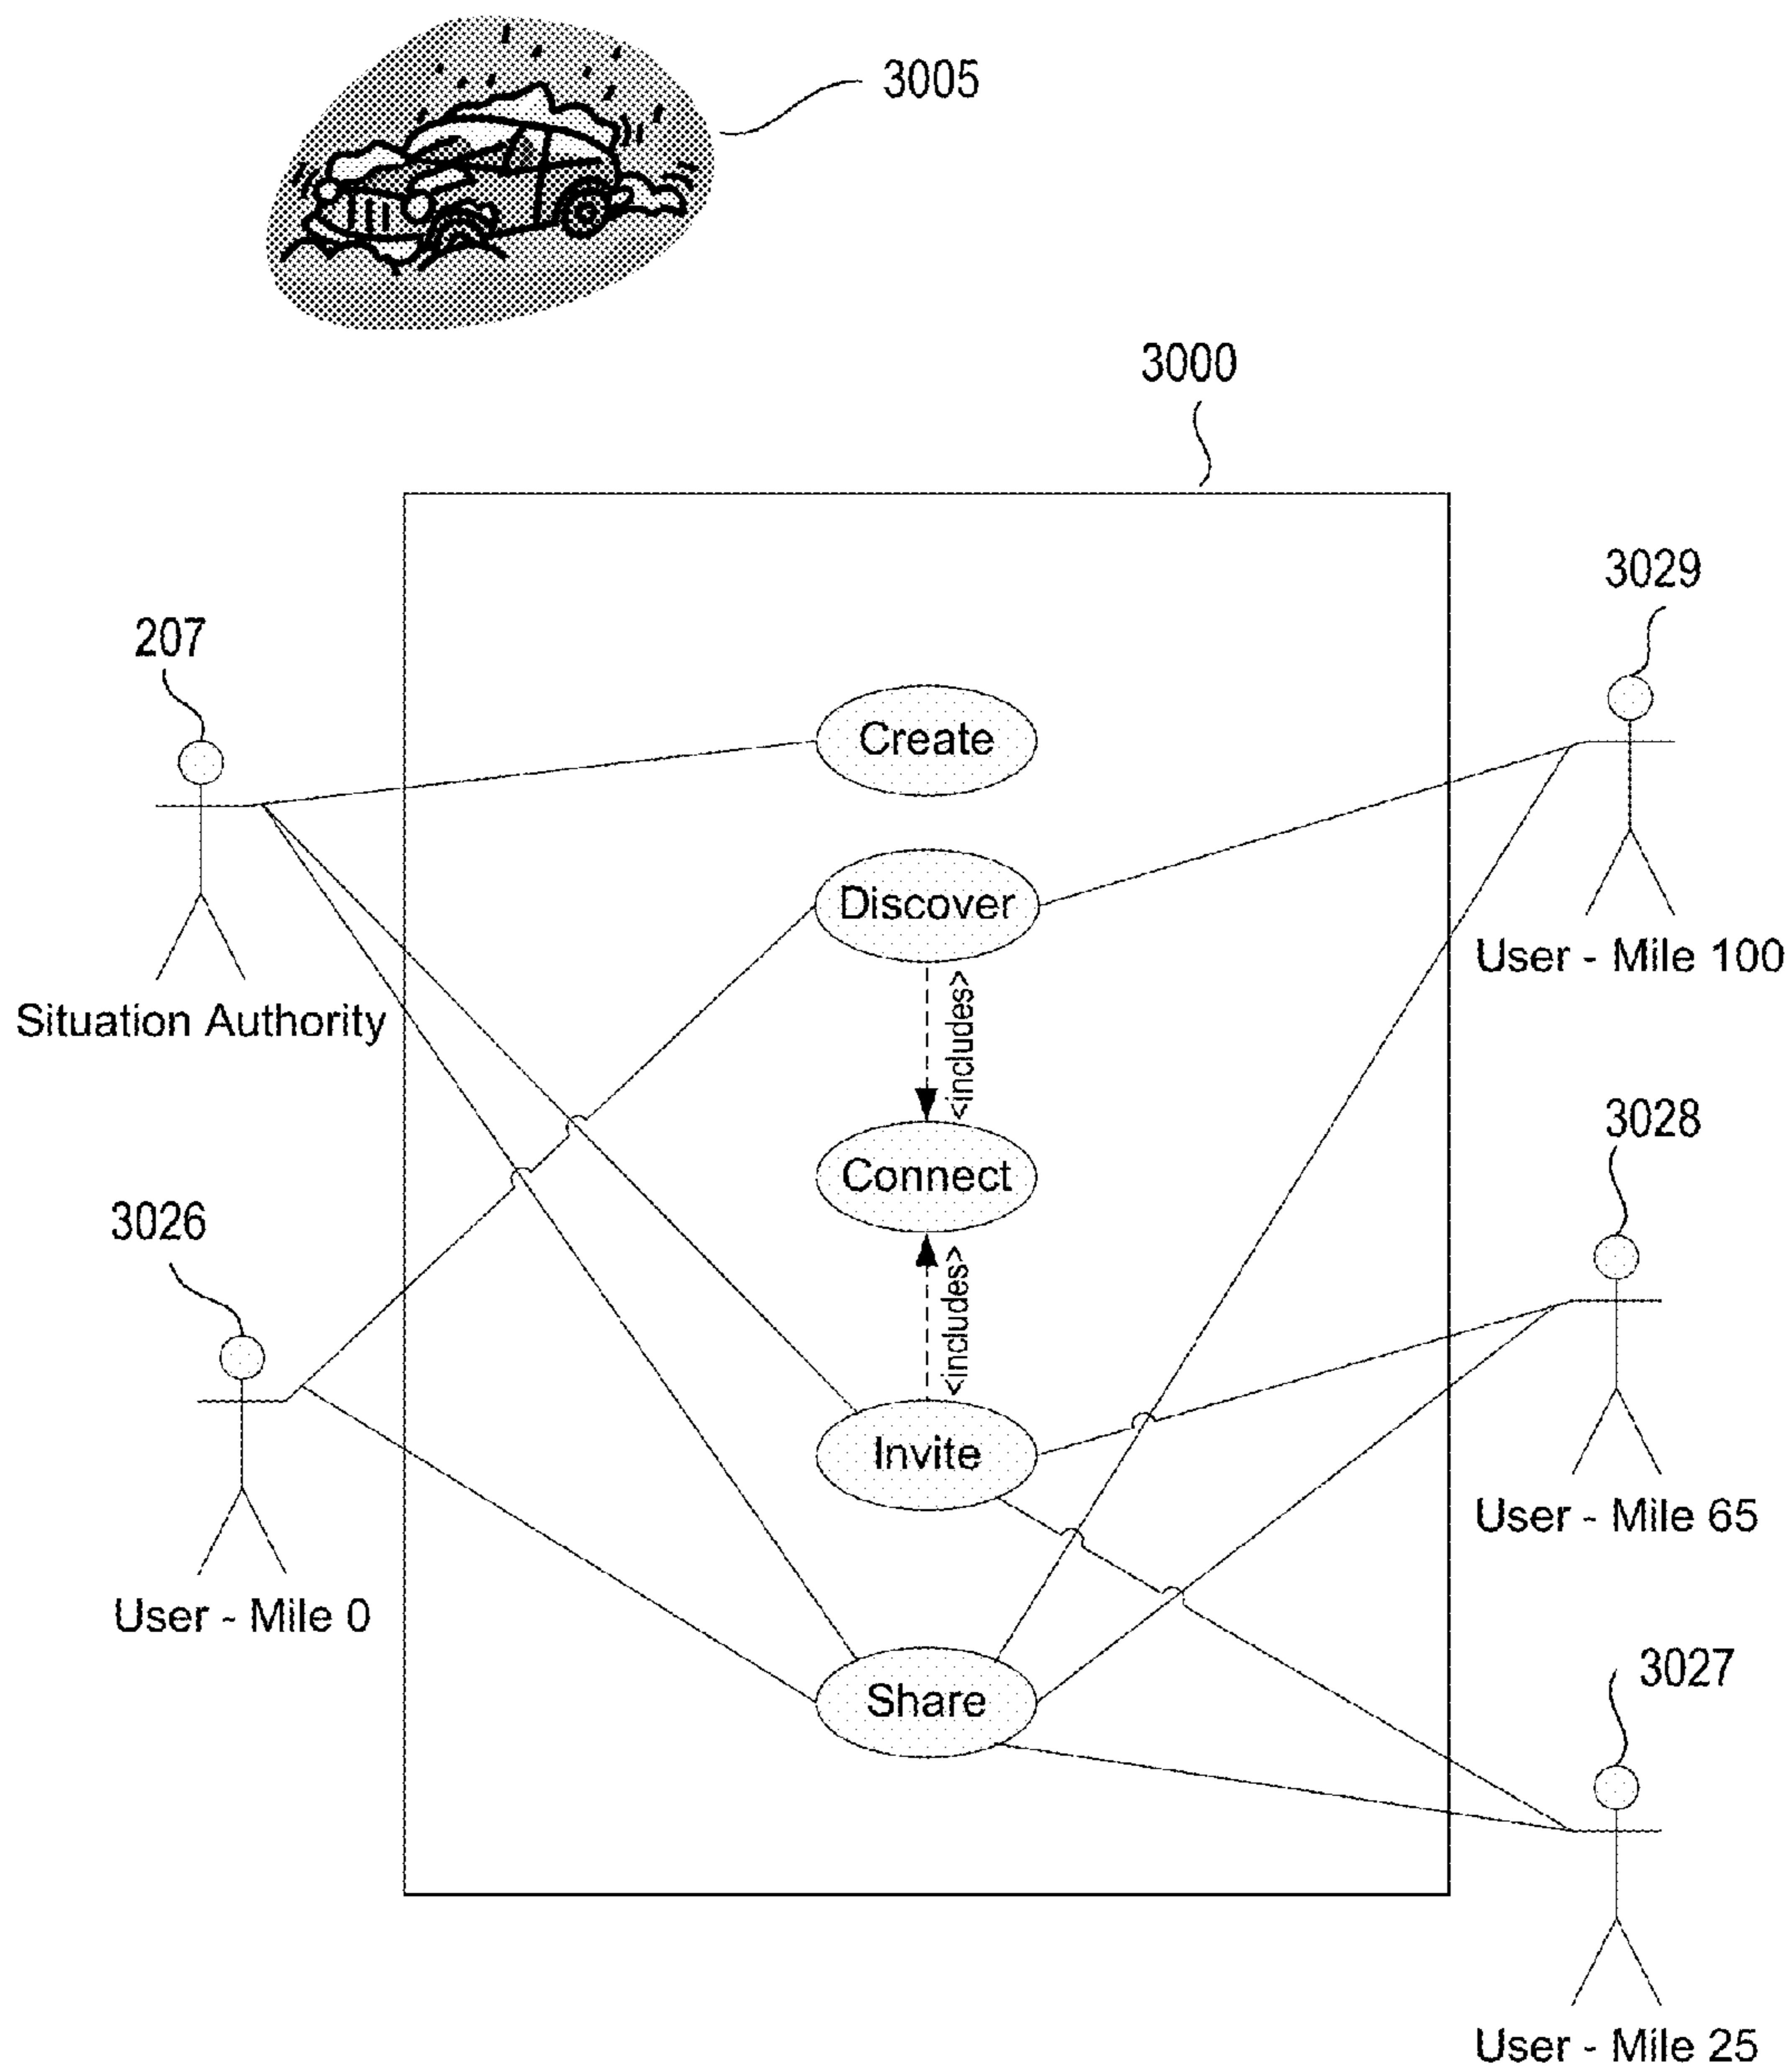 3005
3000
3029
207
Create
Discover
User - Mile 100
Situation Authority
<includes>
3028
Connect
3026
<includes>
Invite
User - Mile 65
User - Mile 0
3027
Share
User - Mile 25